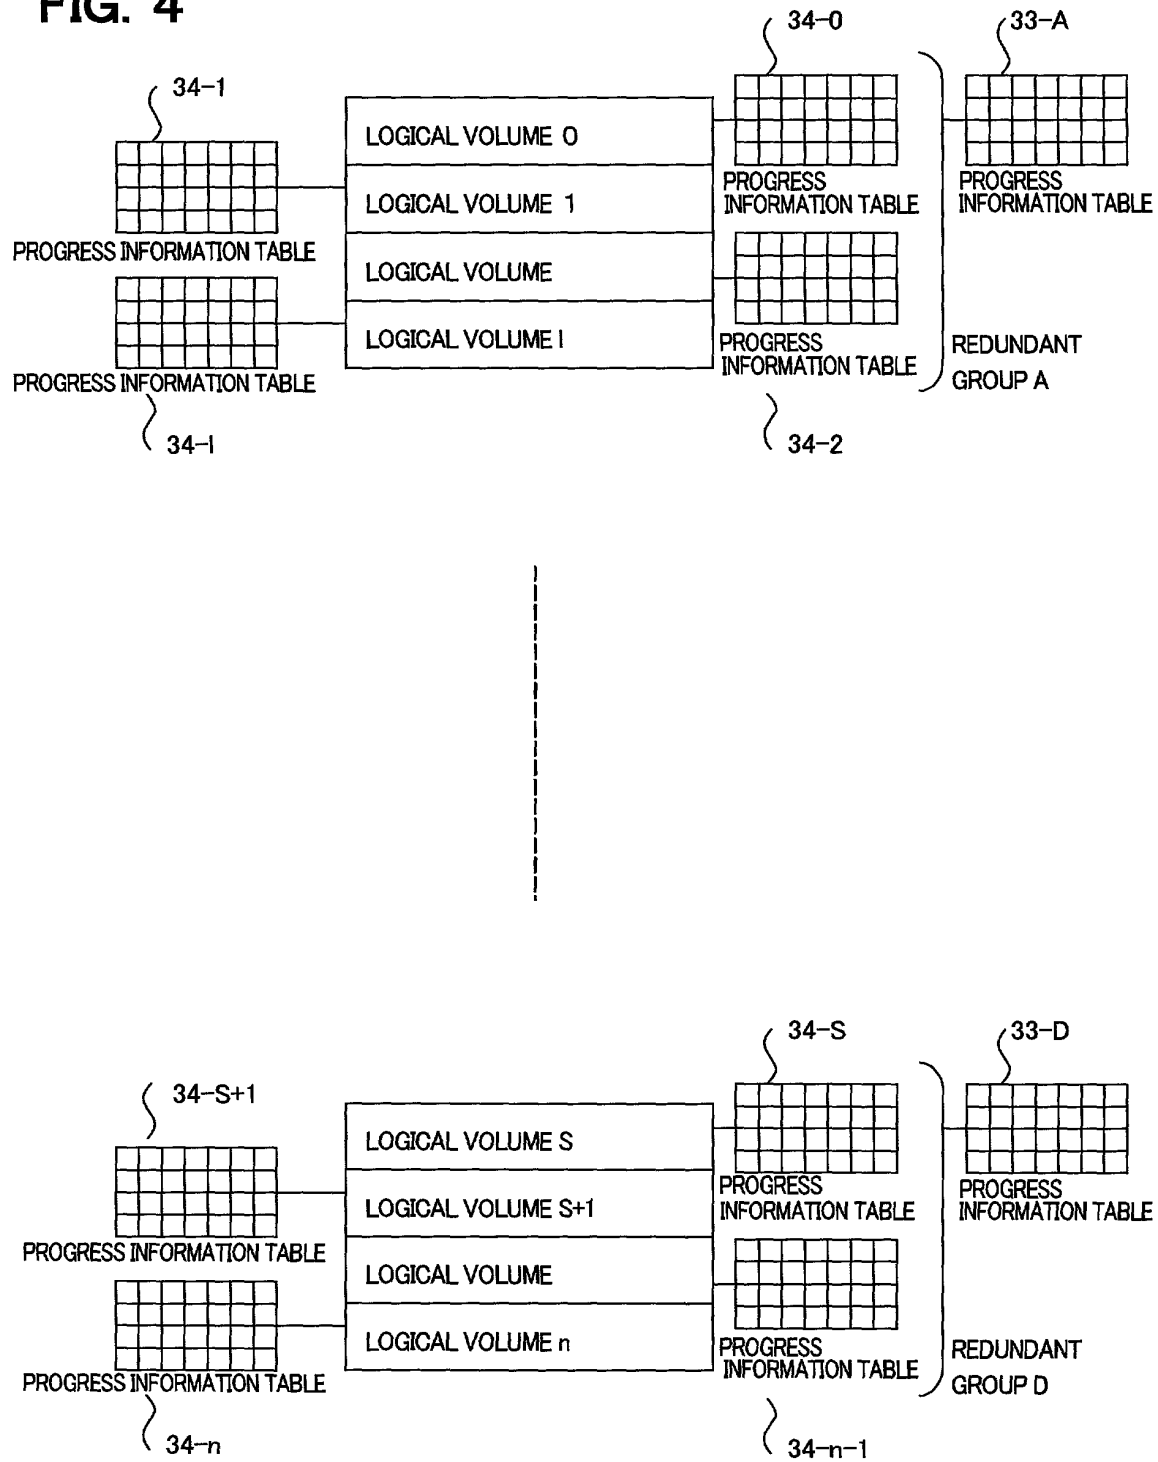 FIG. 4
34-0
33-A
34-1
LOGICAL VOLUME 0
PROGRESS
INFORMATION TABLE
PROGRESS
INFORMATION TABLE
LOGICAL VOLUME 1
PROGRESS INFORMATION TABLE
LOGICAL VOLUME
LOGICAL VOLUME l
PROGRESS
INFORMATION TABLE
REDUNDANT
GROUP A
PROGRESS INFORMATION TABLE
34-l
34-2
34-S
33-D
34-S+1
LOGICAL VOLUME S
PROGRESS
INFORMATION TABLE
PROGRESS
INFORMATION TABLE
LOGICAL VOLUME S+1
PROGRESS INFORMATION TABLE
LOGICAL VOLUME
LOGICAL VOLUME n
PROGRESS
INFORMATION TABLE
REDUNDANT
GROUP D
PROGRESS INFORMATION TABLE
34-n
34-n-1